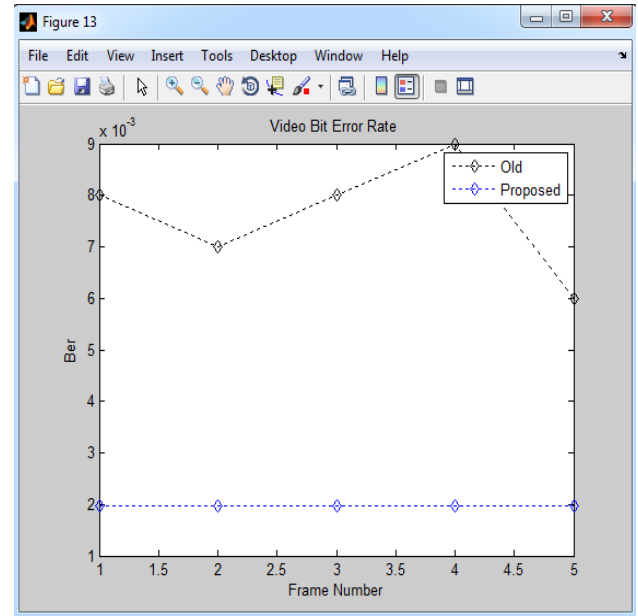 Figure 13
File Edit View Insert Tools Desktop Window Help
x 10-3
Video Bit Error Rate
9
8
7
6
5
4
3
2
1
Ber
Old
Proposed
1 1.5 2 2.5 3 3.5 4 4.5 5
Frame Number